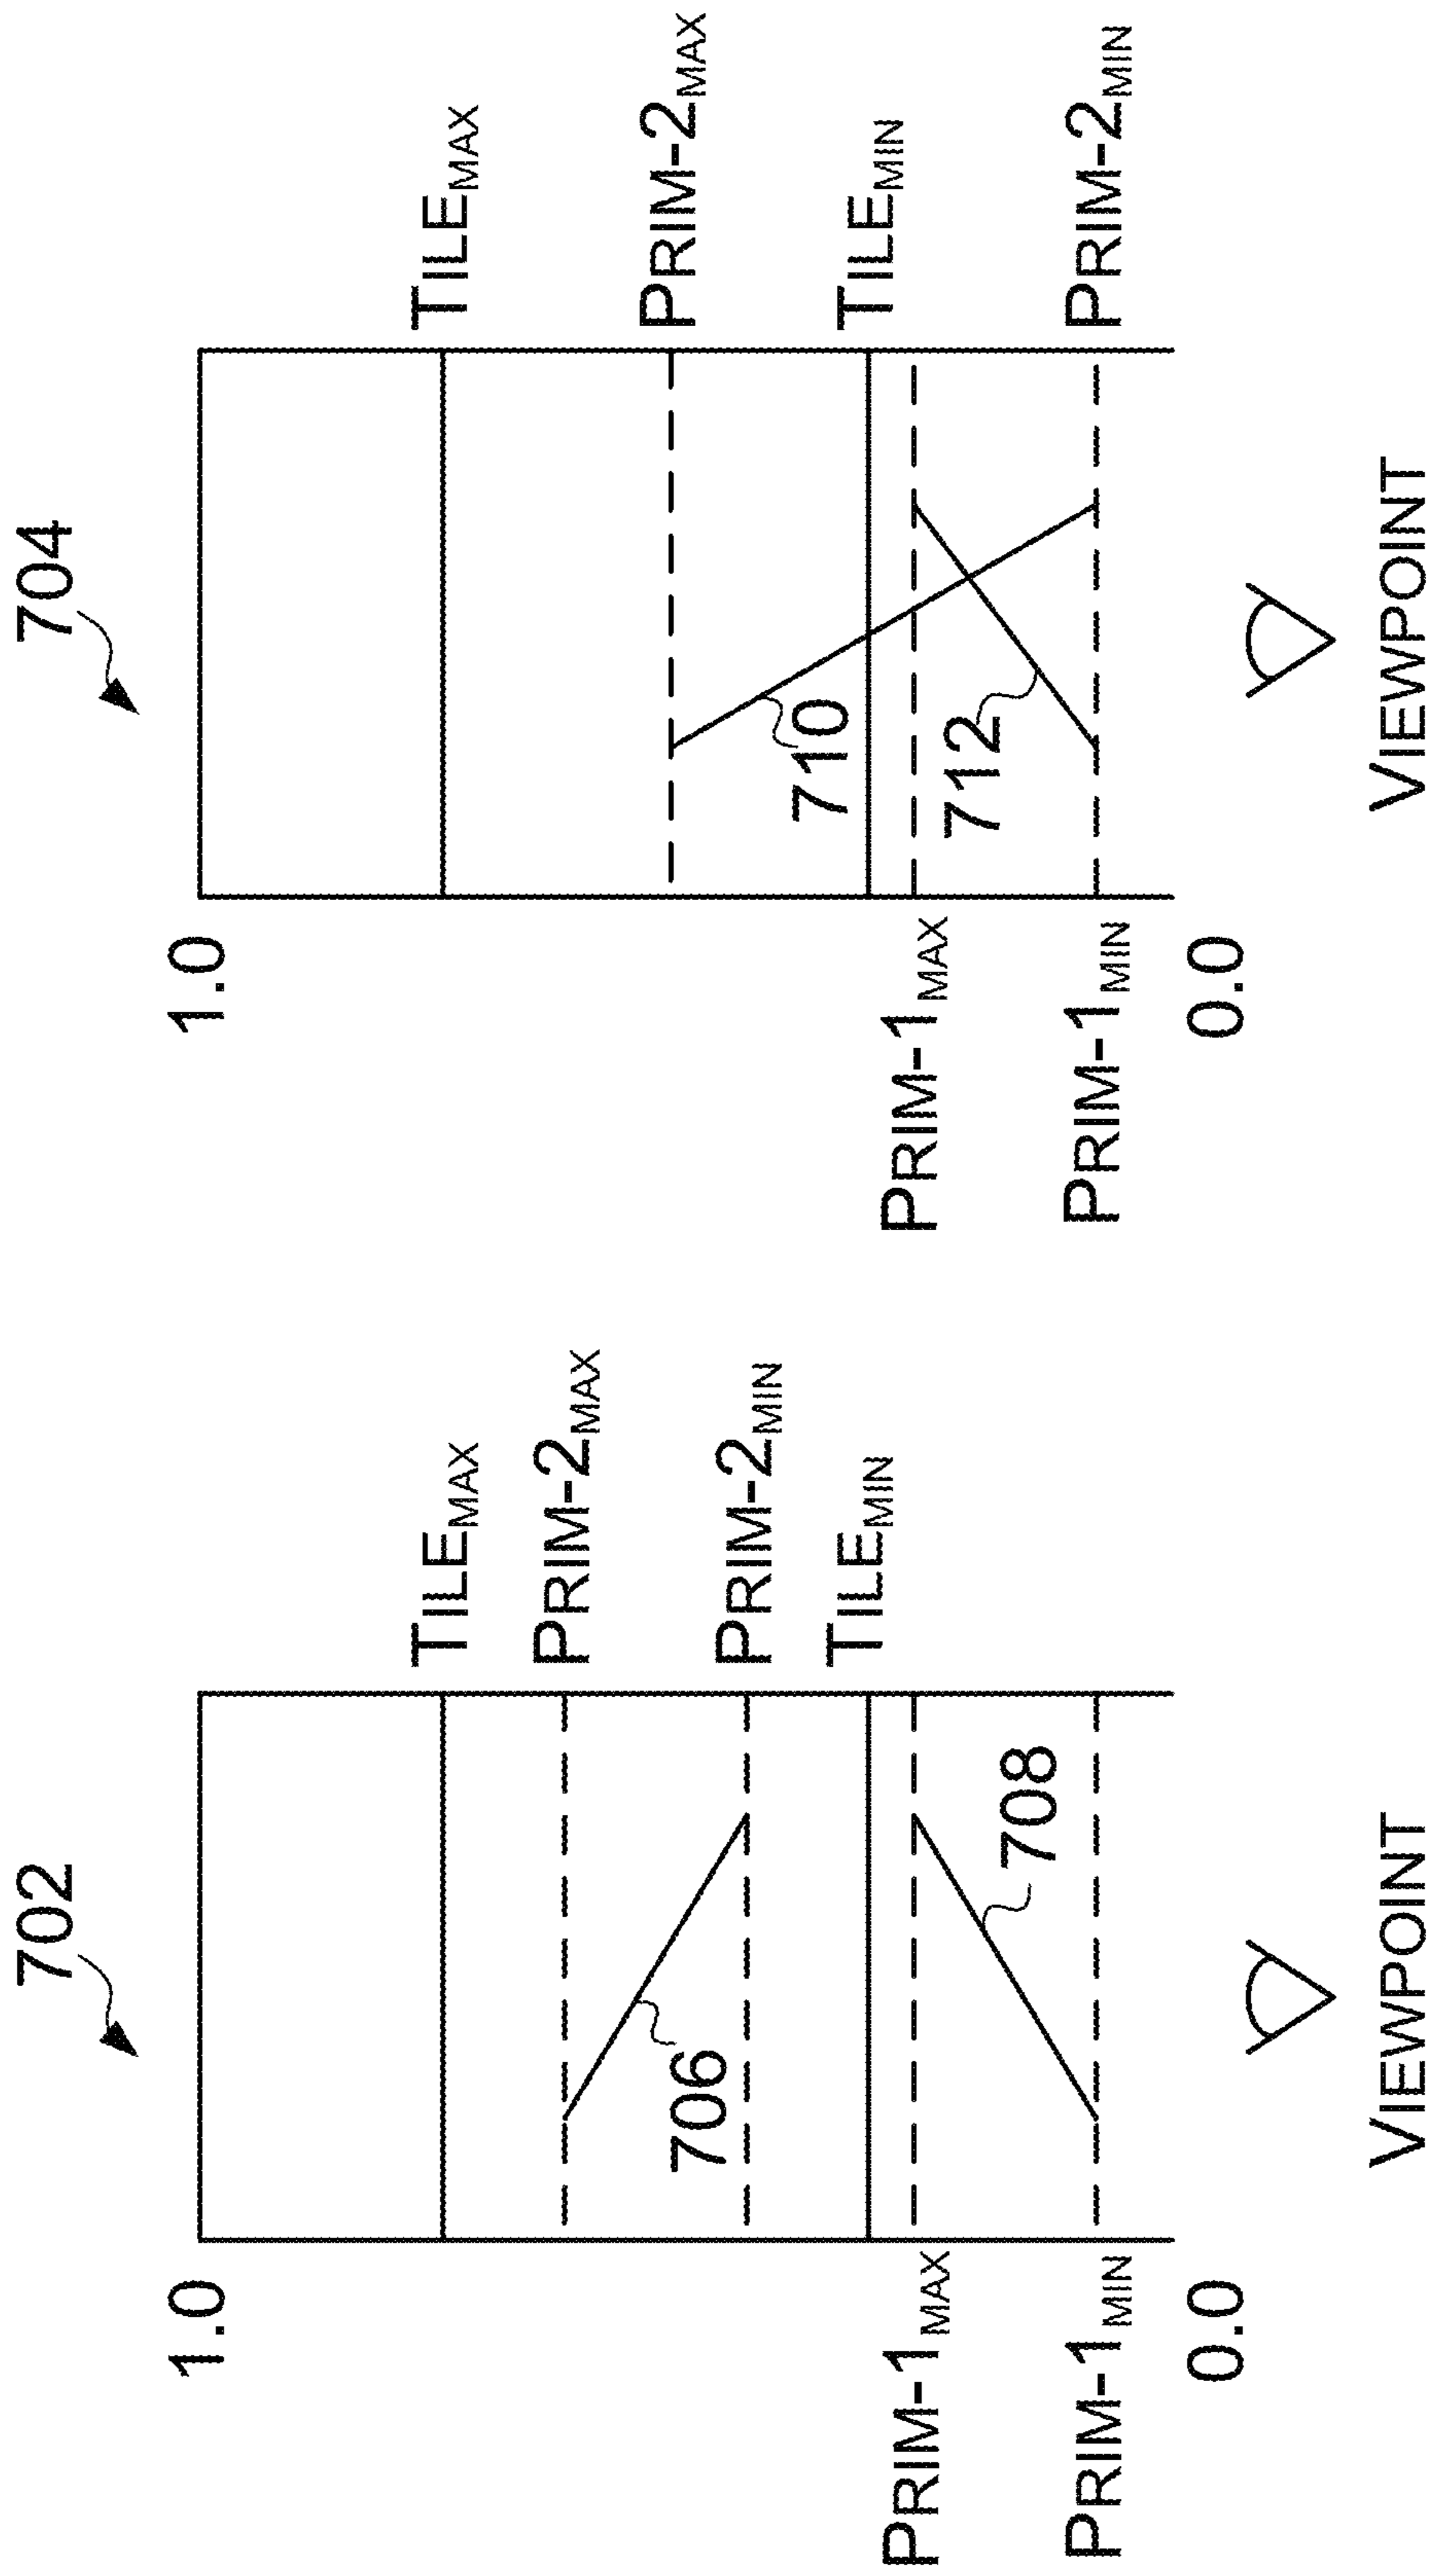 702
1.0
TILEMAX
PRIM-2MAX
706
PRIM-2MIN
TILEMIN
PRIM-1MAX
708
PRIM-1MIN
0.0
VIEWPOINT
704
1.0
TILEMAX
PRIM-2MAX
710
TILEMIN
PRIM-1MAX
712
PRIM-1MIN
PRIM-2MIN
0.0
VIEWPOINT